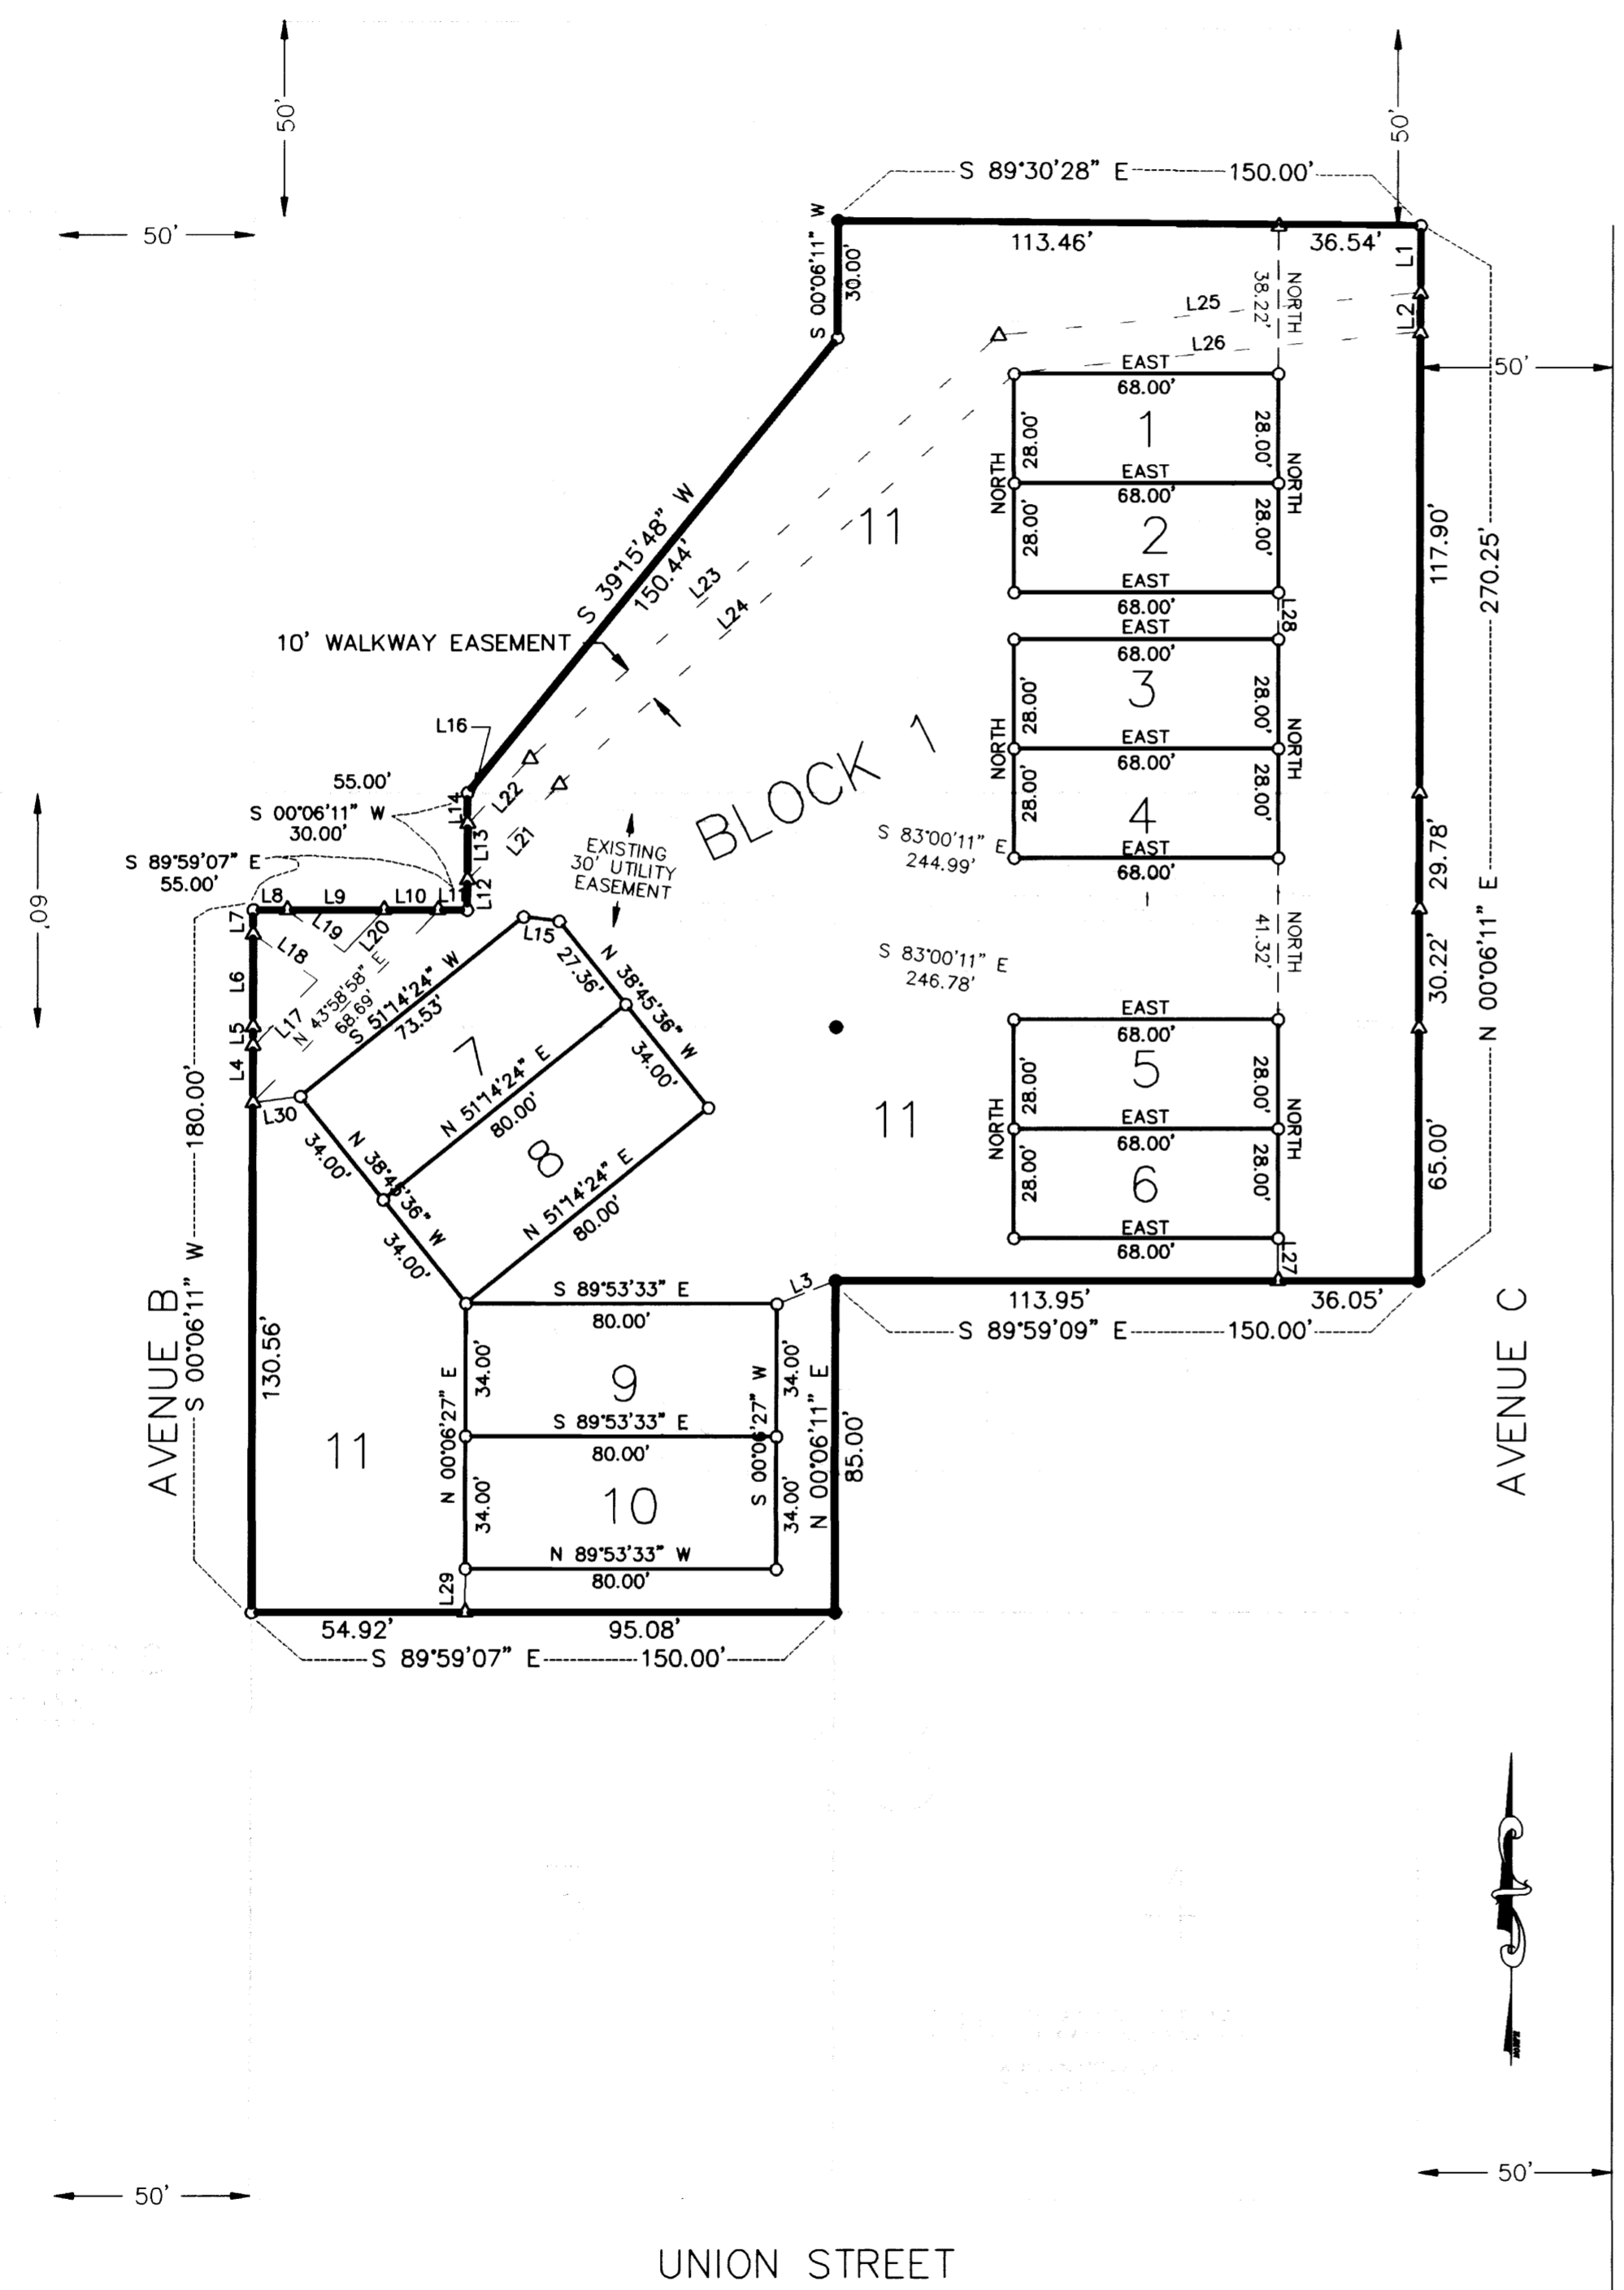 50'
50'
50'
S 89°30'28" E
150.00'
113.46'
36.54'
S 00°06'11" W
30.00'
L1
L2
NORTH
38.22'
L25
L26
50'
EAST
68.00'
1
28.00'
28.00'
NORTH
NORTH
EAST
68.00'
2
28.00'
28.00'
EAST
68.00'
L28
11
117.90'
270.25'
N 00°06'11" E
S 39°15'48" W
150.44'
L23
L24
10' WALKWAY EASEMENT
EAST
68.00'
3
28.00'
28.00'
NORTH
NORTH
EAST
68.00'
4
28.00'
28.00'
EAST
68.00'
L16
BLOCK 1
55.00'
S 00°06'11" W
30.00'
S 89°59'07" E
55.00'
60'
L14
L13
L12
L22
L21
EXISTING
30' UTILITY
EASEMENT
S 83°00'11" E
244.99'
29.78'
L7
L8
L9
L10
L11
L19
L20
L18
L6
L5
L17
L4
N 43°58'58" E
68.69'
S 51°14'24" W
73.53'
L15
27.36'
N 38°45'36" W
34.00'
S 83°00'11" E
246.78'
NORTH
41.32'
30.22'
EAST
68.00'
5
28.00'
28.00'
NORTH
NORTH
EAST
68.00'
6
28.00'
28.00'
EAST
68.00'
L27
65.00'
11
7
N 51°14'24" E
80.00'
8
N 51°14'24" E
80.00'
L30
34.00'
N 38°45'36" W
34.00'
180.00'
S 00°06'11" W
130.56'
AVENUE B
AVENUE C
L3
113.95'
36.05'
S 89°59'09" E
150.00'
S 89°53'33" E
80.00'
9
34.00'
34.00'
N 00°06'27" E
S 00°06'27" W
N 00°06'11" E
85.00'
S 89°53'33" E
80.00'
10
34.00'
34.00'
N 89°53'33" W
80.00'
11
L29
54.92'
95.08'
S 89°59'07" E
150.00'
50'
50'
UNION STREET